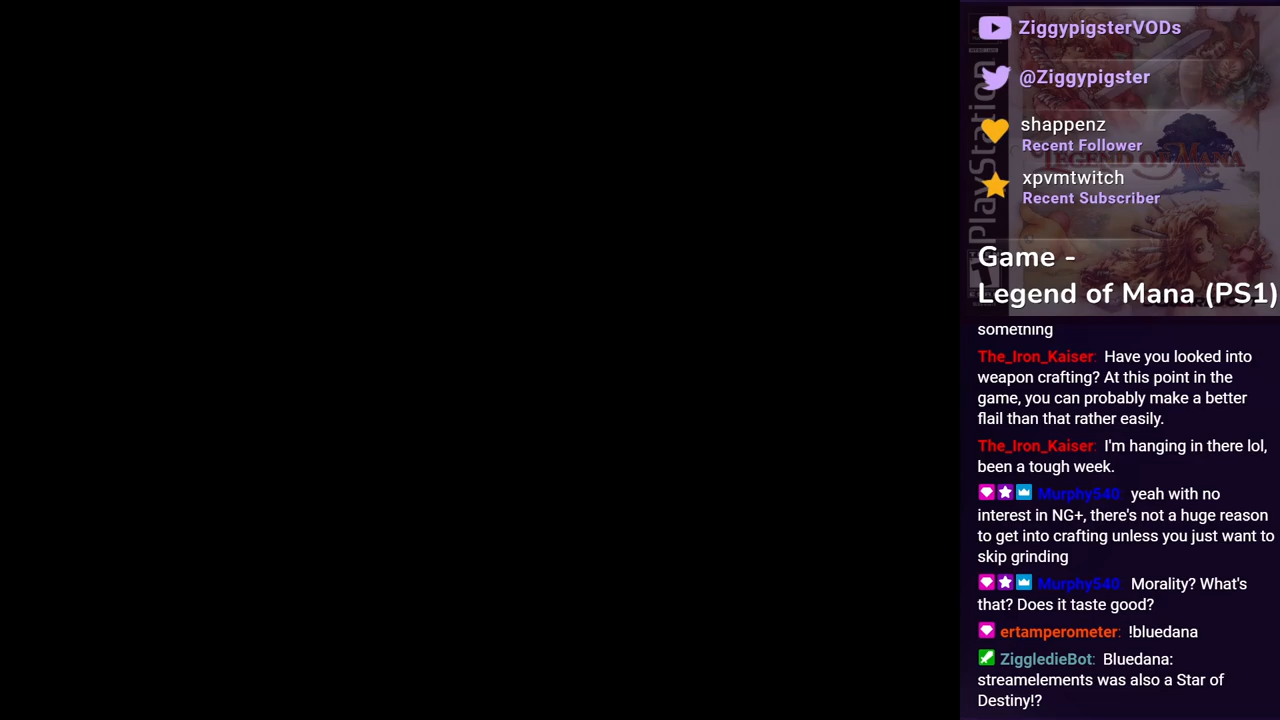 ZiggypigsterVODs
@Ziggypigster
shappenz
Recent Follower
xpvmtwitch
Recent Subscriber
PlayStation
LEGEND OF MANA
Game -
Legend of Mana (PS1)
something
The_Iron_Kaiser: Have you looked into
weapon crafting? At this point in the
game, you can probably make a better
flail than that rather easily.
The_Iron_Kaiser: I'm hanging in there lol,
been a tough week.
Murphy540 yeah with no
interest in NG+, there's not a huge reason
to get into crafting unless you just want to
skip grinding
Murphy540 Morality? What's
that? Does it taste good?
ertamperometer: !bluedana
ZiggledieBot: Bluedana:
streamelements was also a Star of
Destiny!?